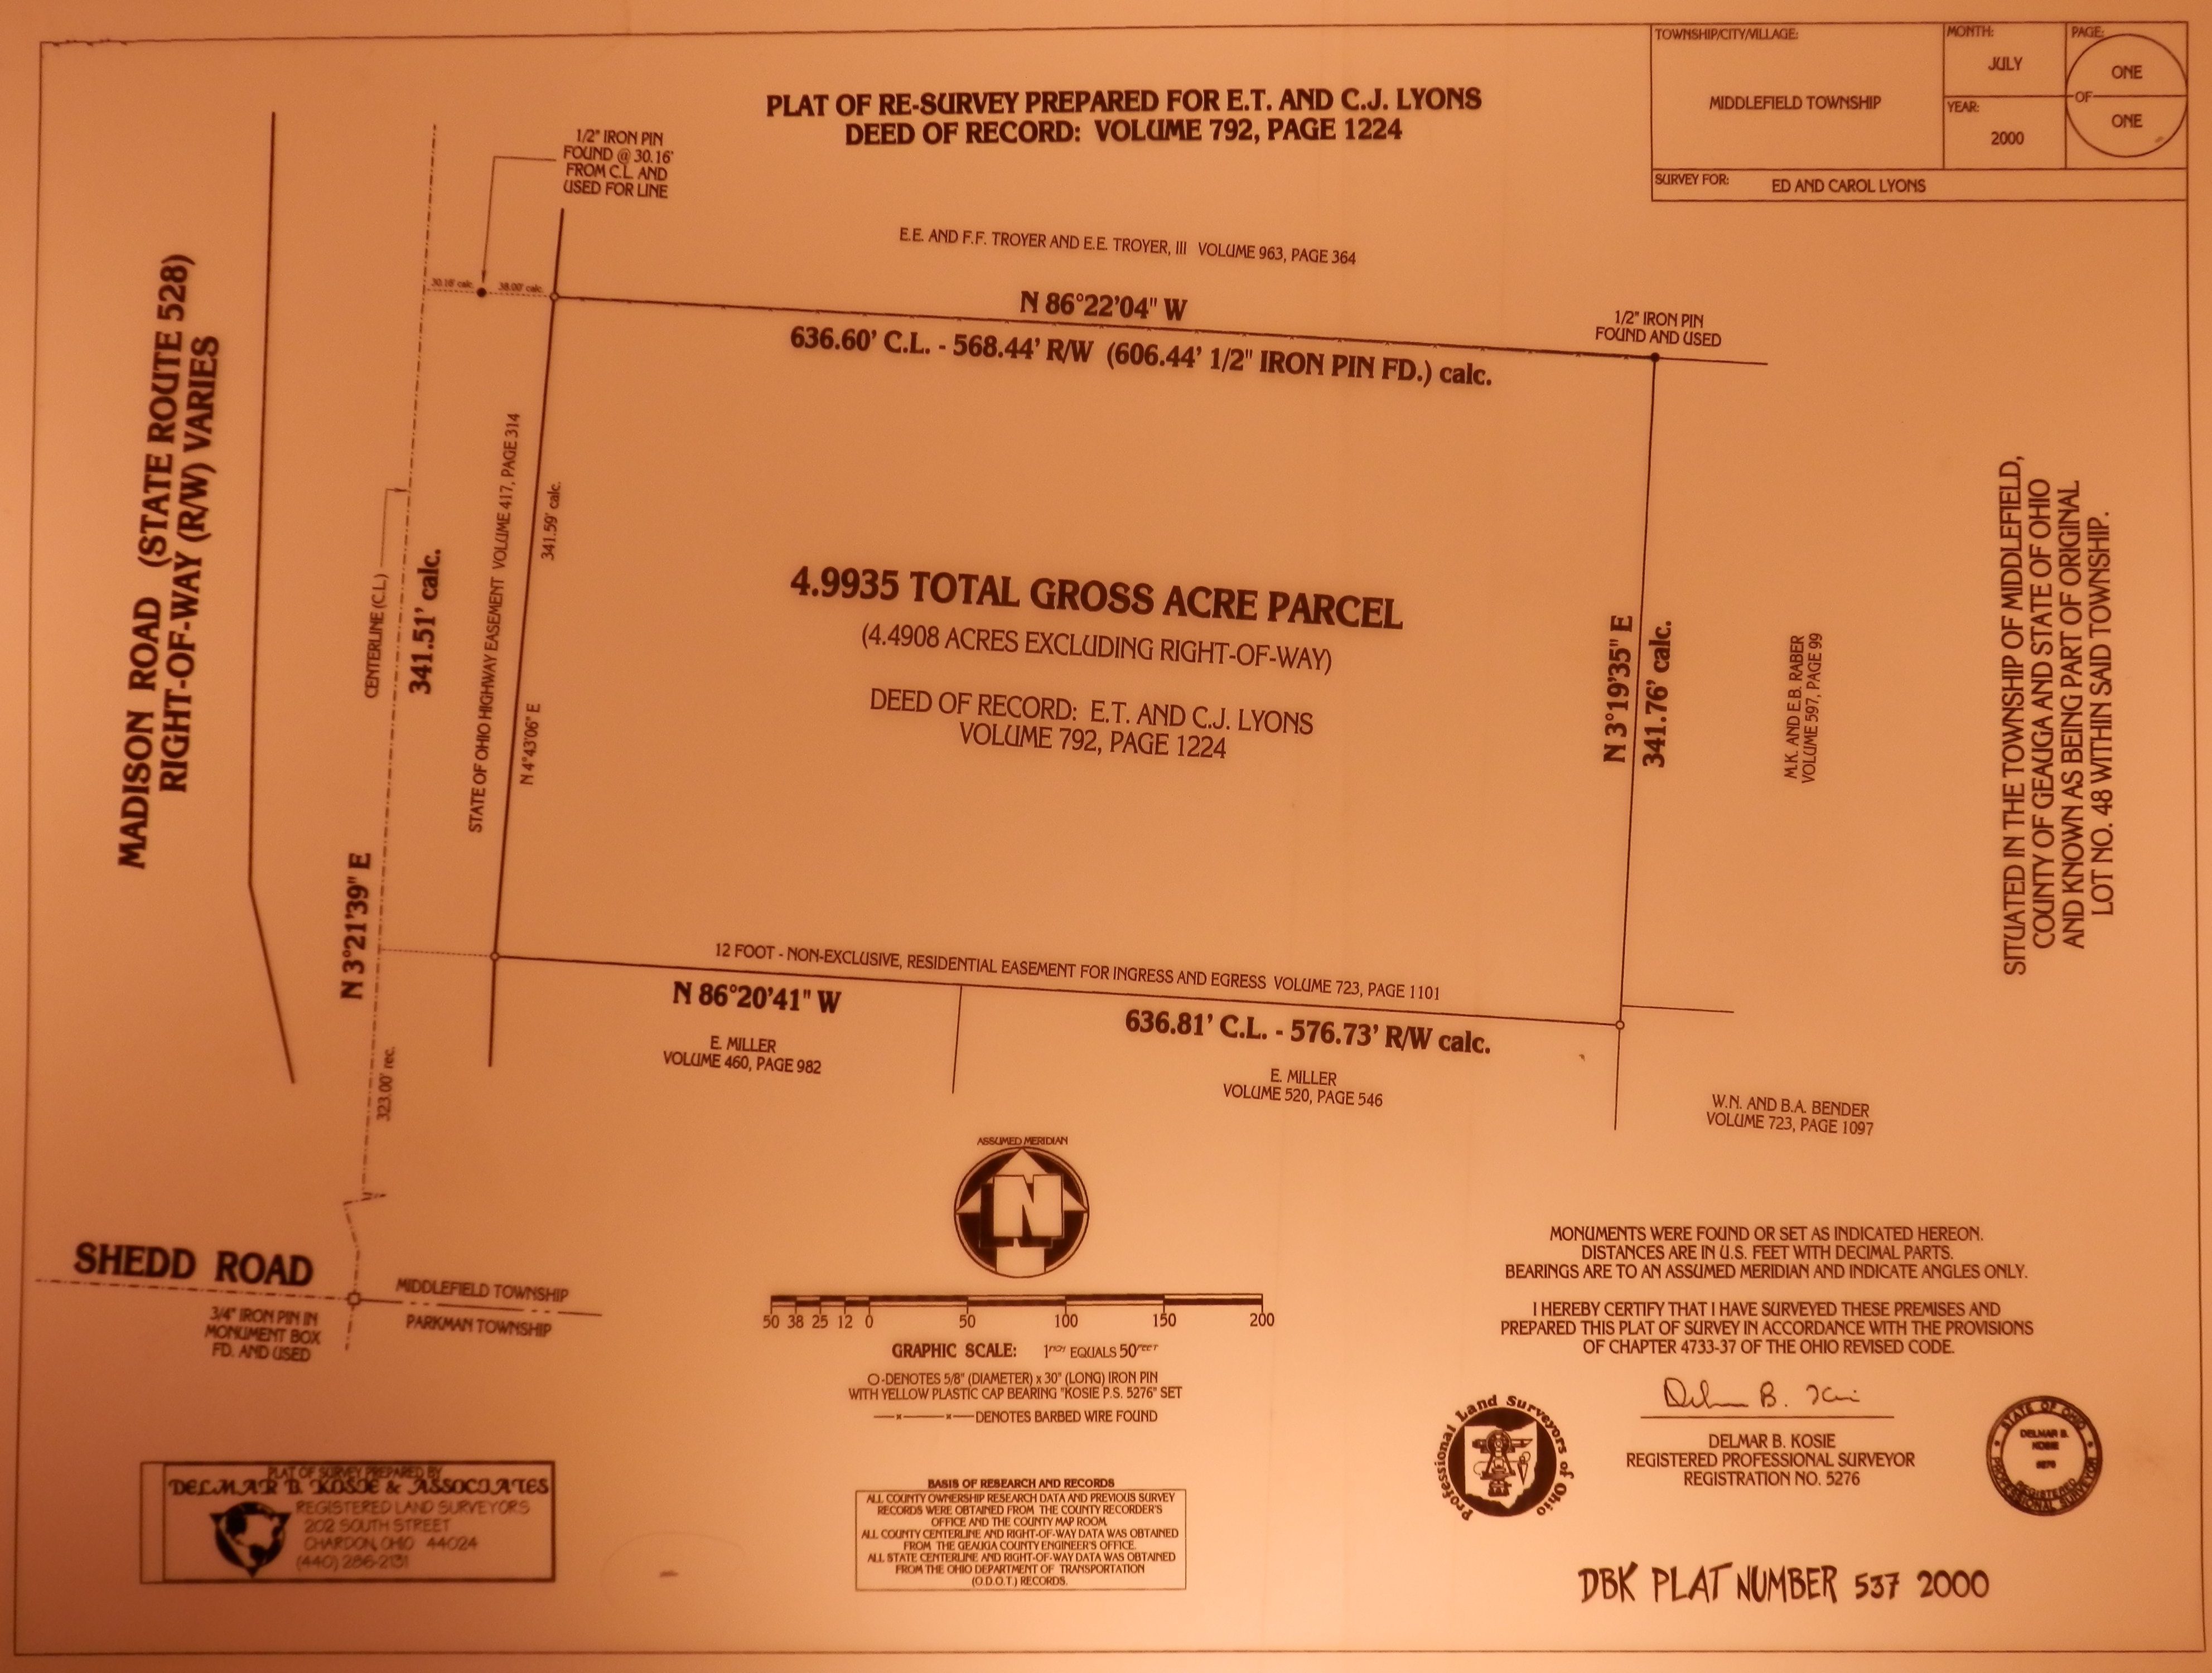 TOWNSHIP/CITY/VILLAGE:
MIDDLEFIELD TOWNSHIP
MONTH:
JULY
YEAR:
2000
PAGE:
ONE
OF
ONE
SURVEY FOR: ED AND CAROL LYONS
PLAT OF RE-SURVEY PREPARED FOR E.T. AND C.J. LYONS
DEED OF RECORD: VOLUME 792, PAGE 1224
1/2" IRON PIN
FOUND @ 30.16'
FROM C.L. AND
USED FOR LINE
E.E. AND F.F. TROYER AND E.E. TROYER, III VOLUME 963, PAGE 364
30.16' calc.
38.00' calc.
N 86°22'04" W
636.60' C.L. - 568.44' R/W (606.44' 1/2" IRON PIN FD.) calc.
1/2" IRON PIN
FOUND AND USED
MADISON ROAD (STATE ROUTE 528)
RIGHT-OF-WAY (R/W) VARIES
CENTERLINE (C.L.)
341.51' calc.
N 3°21'39" E
323.00' rec.
STATE OF OHIO HIGHWAY EASEMENT VOLUME 417, PAGE 314
341.59' calc.
N 4°43'06" E
4.9935 TOTAL GROSS ACRE PARCEL
(4.4908 ACRES EXCLUDING RIGHT-OF-WAY)
DEED OF RECORD: E.T. AND C.J. LYONS
VOLUME 792, PAGE 1224
N 3°19'35" E
341.76' calc.
M.K. AND E.B. RABER
VOLUME 597, PAGE 99
SITUATED IN THE TOWNSHIP OF MIDDLEFIELD,
COUNTY OF GEAUGA AND STATE OF OHIO
AND KNOWN AS BEING PART OF ORIGINAL
LOT NO. 48 WITHIN SAID TOWNSHIP.
12 FOOT - NON-EXCLUSIVE, RESIDENTIAL EASEMENT FOR INGRESS AND EGRESS VOLUME 723, PAGE 1101
N 86°20'41" W
636.81' C.L. - 576.73' R/W calc.
E. MILLER
VOLUME 460, PAGE 982
E. MILLER
VOLUME 520, PAGE 546
W.N. AND B.A. BENDER
VOLUME 723, PAGE 1097
SHEDD ROAD
3/4" IRON PIN IN
MONUMENT BOX
FD. AND USED
MIDDLEFIELD TOWNSHIP
PARKMAN TOWNSHIP
ASSUMED MERIDIAN
N
50 38 25 12 0 50 100 150 200
GRAPHIC SCALE: 1 INCH EQUALS 50 FEET
O-DENOTES 5/8" (DIAMETER) x 30" (LONG) IRON PIN
WITH YELLOW PLASTIC CAP BEARING "KOSIE P.S. 5276" SET
—x———x— DENOTES BARBED WIRE FOUND
MONUMENTS WERE FOUND OR SET AS INDICATED HEREON.
DISTANCES ARE IN U.S. FEET WITH DECIMAL PARTS.
BEARINGS ARE TO AN ASSUMED MERIDIAN AND INDICATE ANGLES ONLY.
I HEREBY CERTIFY THAT I HAVE SURVEYED THESE PREMISES AND
PREPARED THIS PLAT OF SURVEY IN ACCORDANCE WITH THE PROVISIONS
OF CHAPTER 4733-37 OF THE OHIO REVISED CODE.
DELMAR B. KOSIE
REGISTERED PROFESSIONAL SURVEYOR
REGISTRATION NO. 5276
Professional Land Surveyors of Ohio
STATE OF OHIO
DELMAR B.
KOSIE
5276
REGISTERED
PROFESSIONAL SURVEYOR
PLAT OF SURVEY PREPARED BY
DELMAR B. KOSIE & ASSOCIATES
REGISTERED LAND SURVEYORS
202 SOUTH STREET
CHARDON, OHIO 44024
(440) 286-2131
BASIS OF RESEARCH AND RECORDS
ALL COUNTY OWNERSHIP RESEARCH DATA AND PREVIOUS SURVEY
RECORDS WERE OBTAINED FROM THE COUNTY RECORDER'S
OFFICE AND THE COUNTY MAP ROOM.
ALL COUNTY CENTERLINE AND RIGHT-OF-WAY DATA WAS OBTAINED
FROM THE GEAUGA COUNTY ENGINEER'S OFFICE.
ALL STATE CENTERLINE AND RIGHT-OF-WAY DATA WAS OBTAINED
FROM THE OHIO DEPARTMENT OF TRANSPORTATION
(O.D.O.T.) RECORDS.
DBK PLAT NUMBER 537 2000